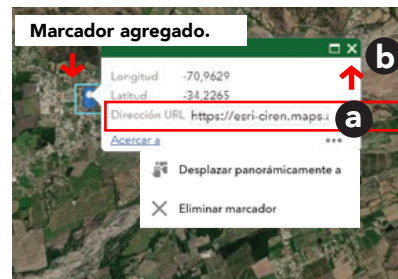 Marcador agregado.
b
Longitud -70,9629
Latitud -34,2265
Dirección URL https://esri-ciren.maps.
a
Acercar a
Desplazar panorámicamente a
Eliminar marcador